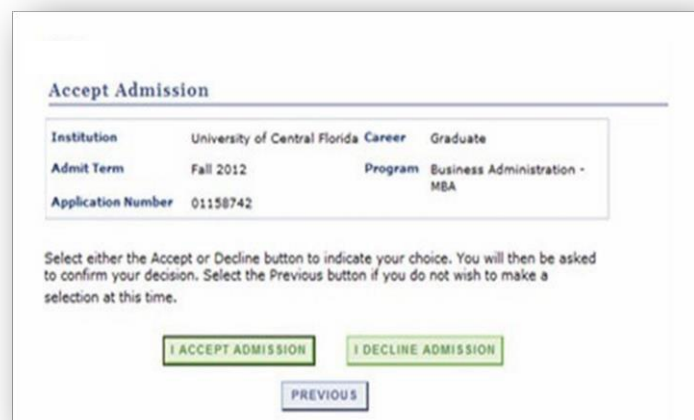 Accept Admission
Institution University of Central Florida Career Graduate
Admit Term Fall 2012 Program Business Administration -
MBA
Application Number 01158742
Select either the Accept or Decline button to indicate your choice. You will then be asked
to confirm your decision. Select the Previous button if you do not wish to make a
selection at this time.
I ACCEPT ADMISSION I DECLINE ADMISSION
PREVIOUS